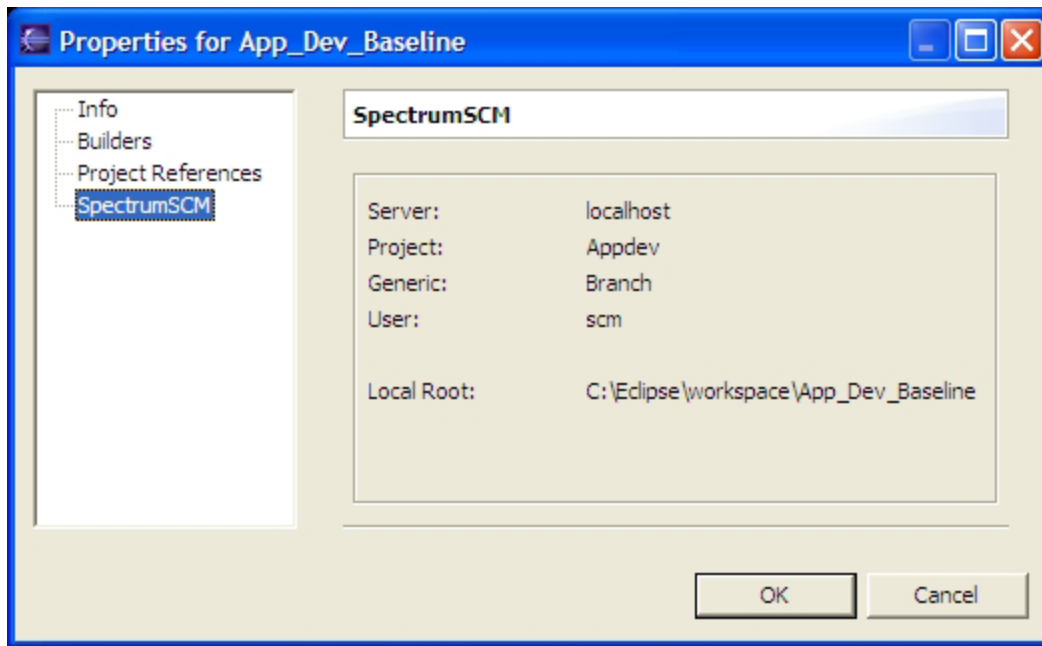 Properties for App_Dev_Baseline
Info
Builders
Project References
SpectrumSCM
SpectrumSCM
Server: localhost
Project: Appdev
Generic: Branch
User: scm
Local Root: C:\Eclipse\workspace\App_Dev_Baseline
OK Cancel